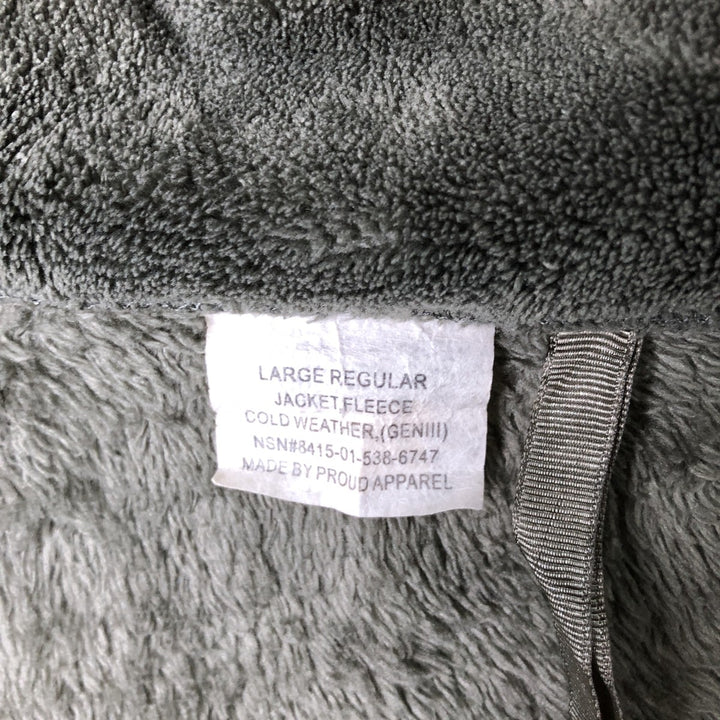 LARGE REGULAR
JACKET,FLEECE
COLD WEATHER,(GENIII)
NSN#8415-01-538-6747
MADE BY PROUD APPAREL